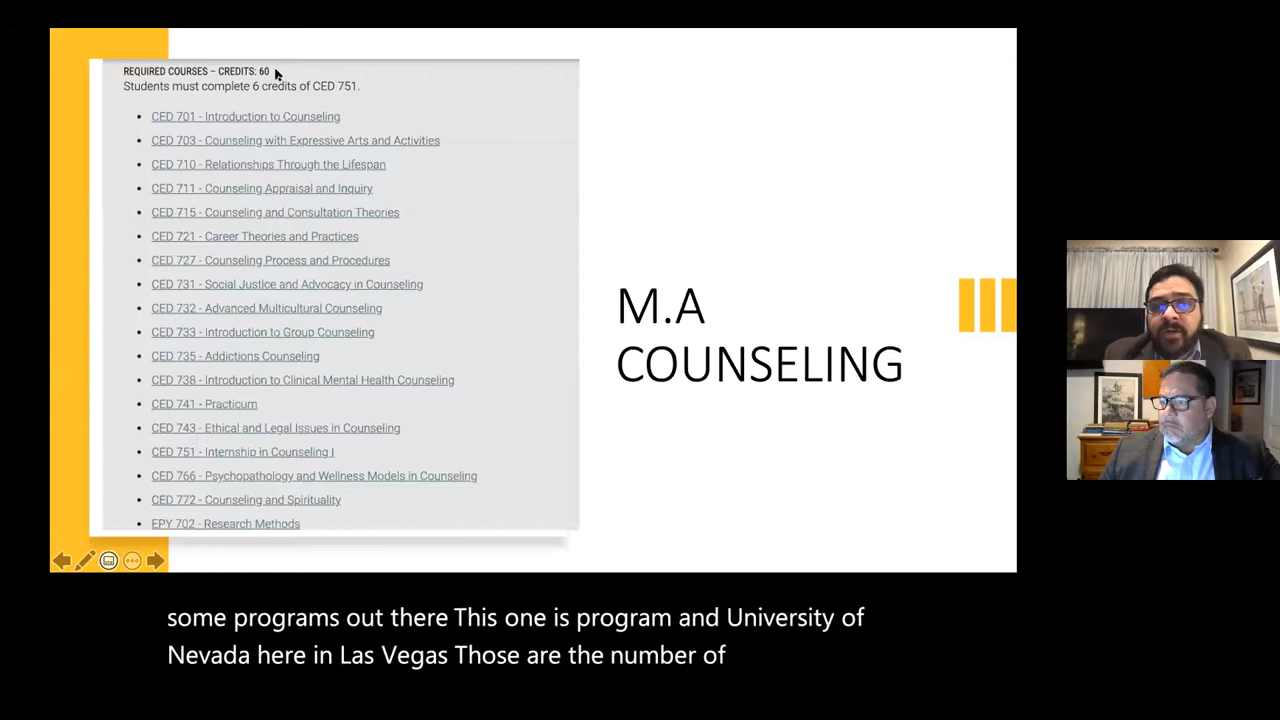 REQUIRED COURSES – CREDITS: 60
Students must complete 6 credits of CED 751.
• CED 701 - Introduction to Counseling
• CED 703 - Counseling with Expressive Arts and Activities
• CED 710 - Relationships Through the Lifespan
• CED 711 - Counseling Appraisal and Inquiry
• CED 715 - Counseling and Consultation Theories
• CED 721 - Career Theories and Practices
• CED 727 - Counseling Process and Procedures
• CED 731 - Social Justice and Advocacy in Counseling
• CED 732 - Advanced Multicultural Counseling
• CED 733 - Introduction to Group Counseling
• CED 735 - Addictions Counseling
• CED 738 - Introduction to Clinical Mental Health Counseling
• CED 741 - Practicum
• CED 743 - Ethical and Legal Issues in Counseling
• CED 751 - Internship in Counseling I
• CED 766 - Psychopathology and Wellness Models in Counseling
• CED 772 - Counseling and Spirituality
• EPY 702 - Research Methods
M.A
COUNSELING
some programs out there This one is program and University of
Nevada here in Las Vegas Those are the number of